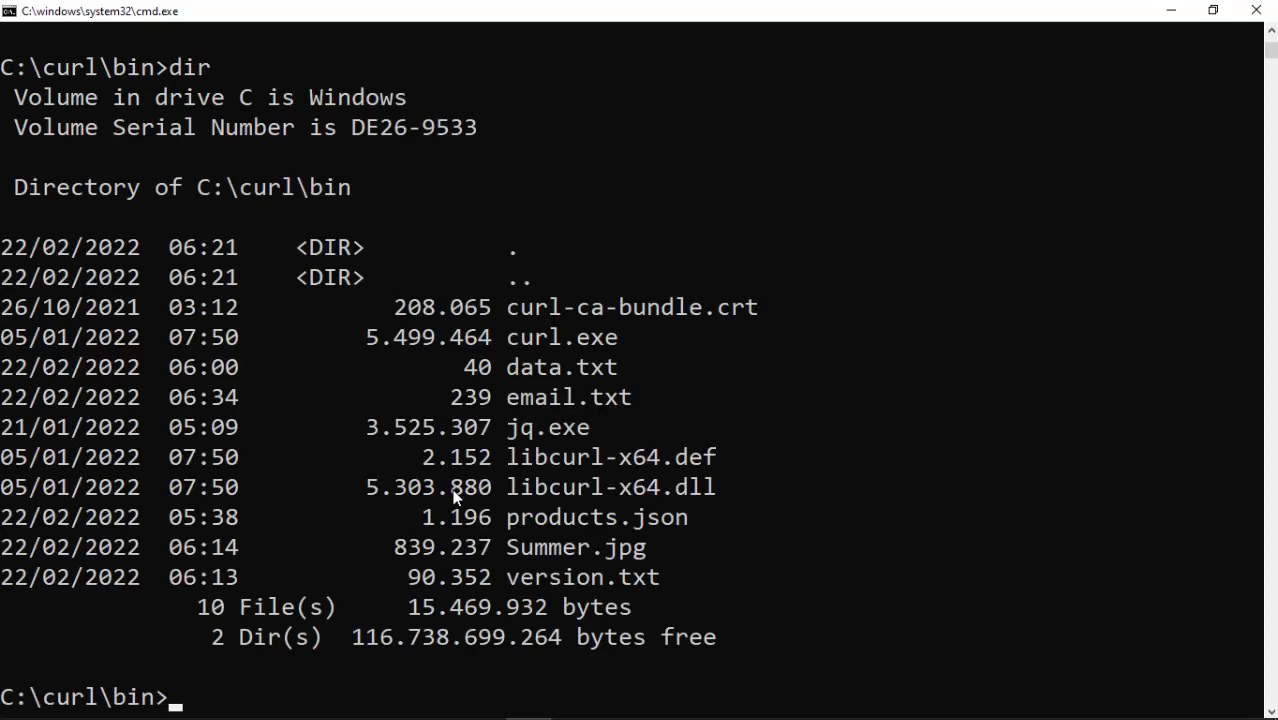 C:\windows\system32\cmd.exe
C:\curl\bin>dir
Volume in drive C is Windows
Volume Serial Number is DE26-9533
Directory of C:\curl\bin
22/02/2022  06:21    <DIR>          .
22/02/2022  06:21    <DIR>          ..
26/10/2021  03:12           208.065 curl-ca-bundle.crt
05/01/2022  07:50         5.499.464 curl.exe
22/02/2022  06:00                40 data.txt
22/02/2022  06:34               239 email.txt
21/01/2022  05:09         3.525.307 jq.exe
05/01/2022  07:50             2.152 libcurl-x64.def
05/01/2022  07:50         5.303.880 libcurl-x64.dll
22/02/2022  05:38             1.196 products.json
22/02/2022  06:14           839.237 Summer.jpg
22/02/2022  06:13            90.352 version.txt
10 File(s)     15.469.932 bytes
2 Dir(s)  116.738.699.264 bytes free
C:\curl\bin>